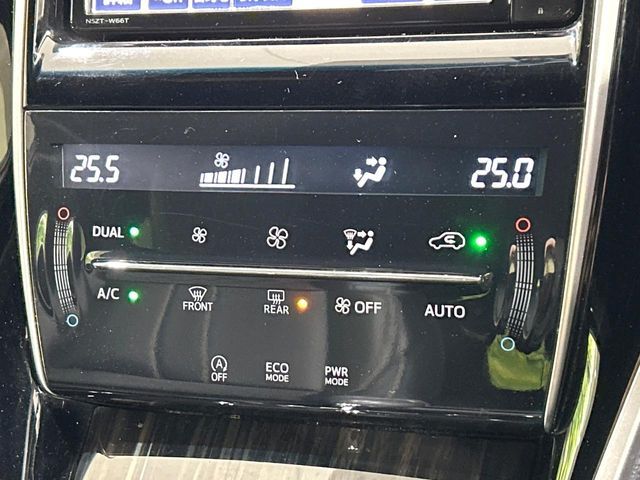 NSZT-W66T
25.5 25.0
DUAL
A/C FRONT REAR OFF AUTO
A OFF ECO MODE PWR MODE